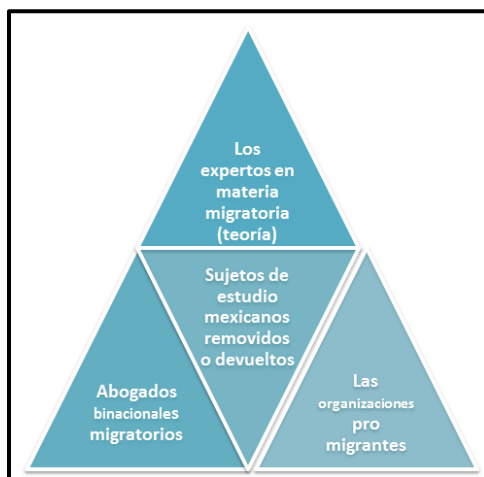 Los
expertos en
materia
migratoria
(teoría)
Sujetos de
estudio
mexicanos
removidos
o devueltos
Abogados
binacionales
migratorios
Las
organizaciones
pro
migrantes